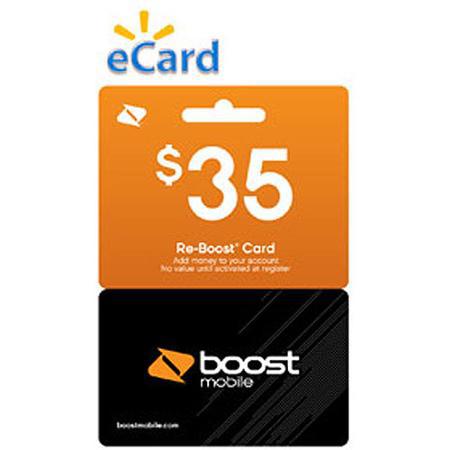 eCard
$35
Re-Boost® Card
Add money to your account
No value until activated at register
boost
mobile
boostmobile.com